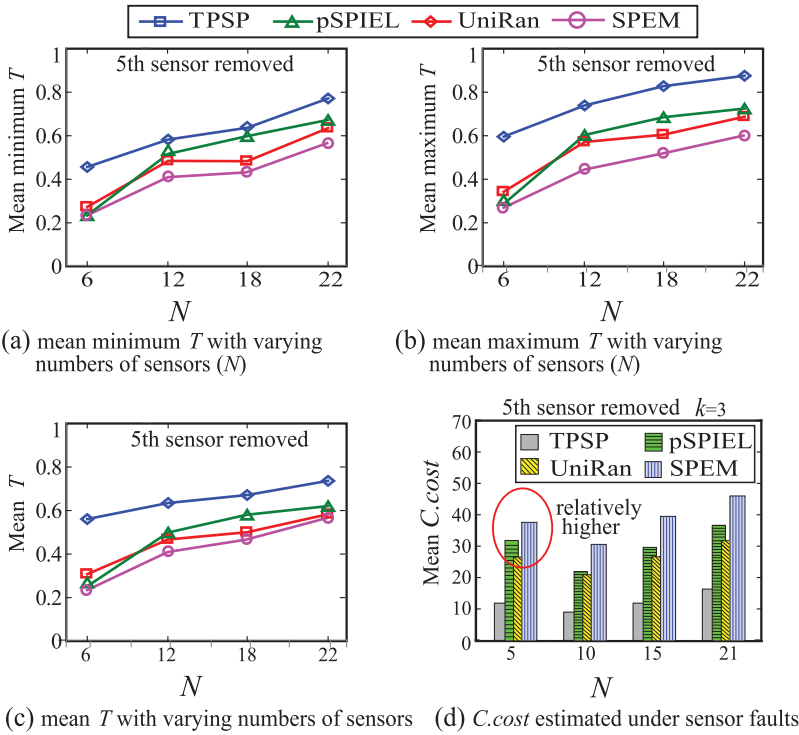 TPSP pSPIEL UniRan SPEM
5th sensor removed
Mean minimum T
1
0.8
0.6
0.4
0.2
0
6 12 18 22
N
(a) mean minimum T with varying
numbers of sensors (N)
5th sensor removed
Mean maximum T
1
0.8
0.6
0.4
0.2
0
6 12 18 22
N
(b) mean maximum T with varying
numbers of sensors (N)
5th sensor removed
Mean T
1
0.8
0.6
0.4
0.2
0
6 12 18 22
N
(c) mean T with varying numbers of sensors
5th sensor removed k=3
TPSP pSPIEL
UniRan SPEM
relatively
higher
Mean C.cost
70
60
50
40
30
20
10
0
5 10 15 21
N
(d) C.cost estimated under sensor faults